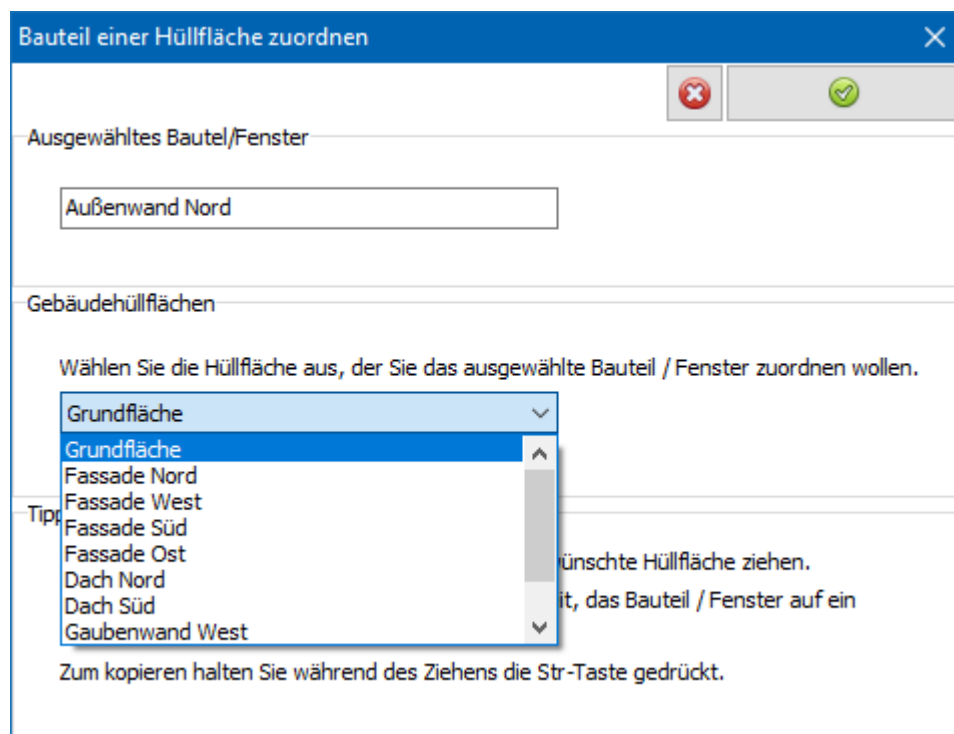 Bauteil einer Hüllfläche zuordnen
Ausgewähltes Bautel/Fenster
Außenwand Nord
Gebäudehüllflächen
Wählen Sie die Hüllfläche aus, der Sie das ausgewählte Bauteil / Fenster zuordnen wollen.
Grundfläche
Grundfläche
Fassade Nord
Fassade West
Fassade Süd
Fassade Ost
Dach Nord
Dach Süd
Gaubenwand West
Hüllfläche ziehen.
das Bauteil / Fenster auf ein
Zum kopieren halten Sie während des Ziehens die Str-Taste gedrückt.